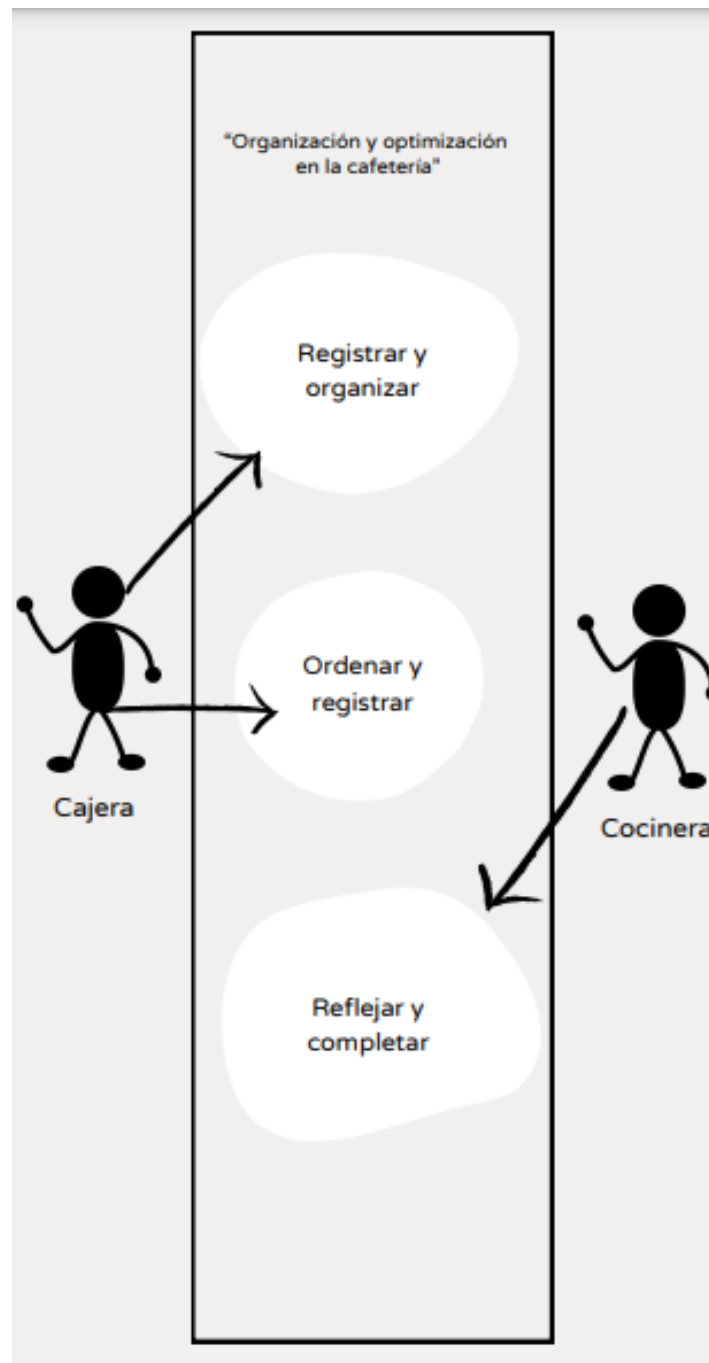 “Organización y optimización
en la cafetería”
Registrar y
organizar
Ordenar y
registrar
Cajera
Cocinera
Reflejar y
completar